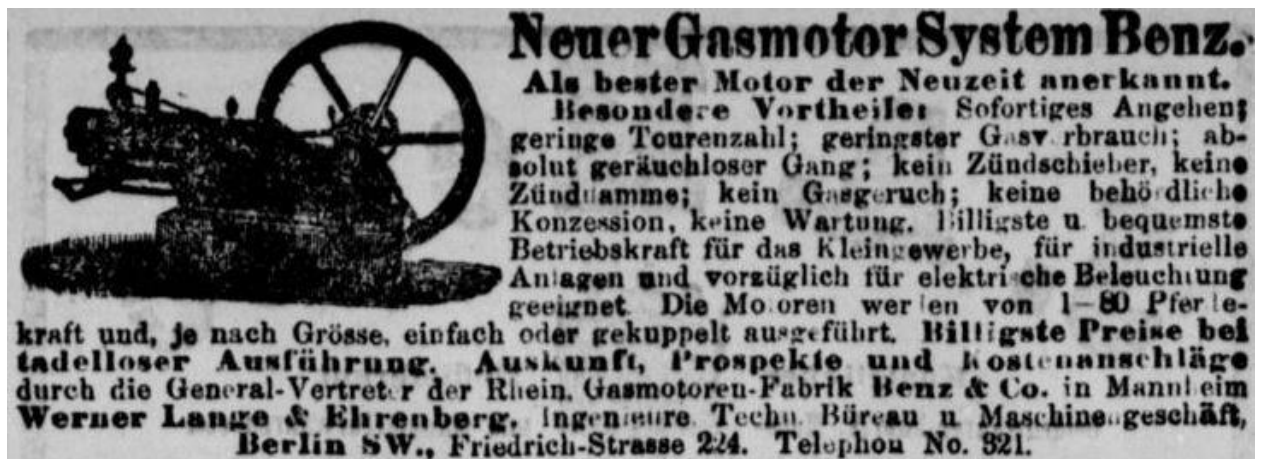 Neuer Gasmotor System Benz.
Als bester Motor der Neuzeit anerkannt.
Besondere Vortheile: Sofortiges Angehen;
geringe Tourenzahl; geringster Gasverbrauch; ab-
solut geräuchloser Gang; kein Zündschieber, keine
Zündflamme; kein Gasgeruch; keine behördliche
Konzession, keine Wartung. Billigste u. bequemste
Betriebskraft für das Kleingewerbe, für industrielle
Anlagen und vorzüglich für elektrische Beleuchtung
geeignet. Die Motoren werden von 1–80 Pferde-
kraft und, je nach Grösse, einfach oder gekuppelt ausgeführt. Billigste Preise bei
tadelloser Ausführung. Auskunft, Prospekte und Kostenanschläge
durch die General-Vertreter der Rhein. Gasmotoren-Fabrik Benz & Co. in Mannheim
Werner Lange & Ehrenberg, Ingenieure, Techn. Büreau u. Maschinengeschäft,
Berlin SW., Friedrich-Strasse 224. Telephon No. 321.